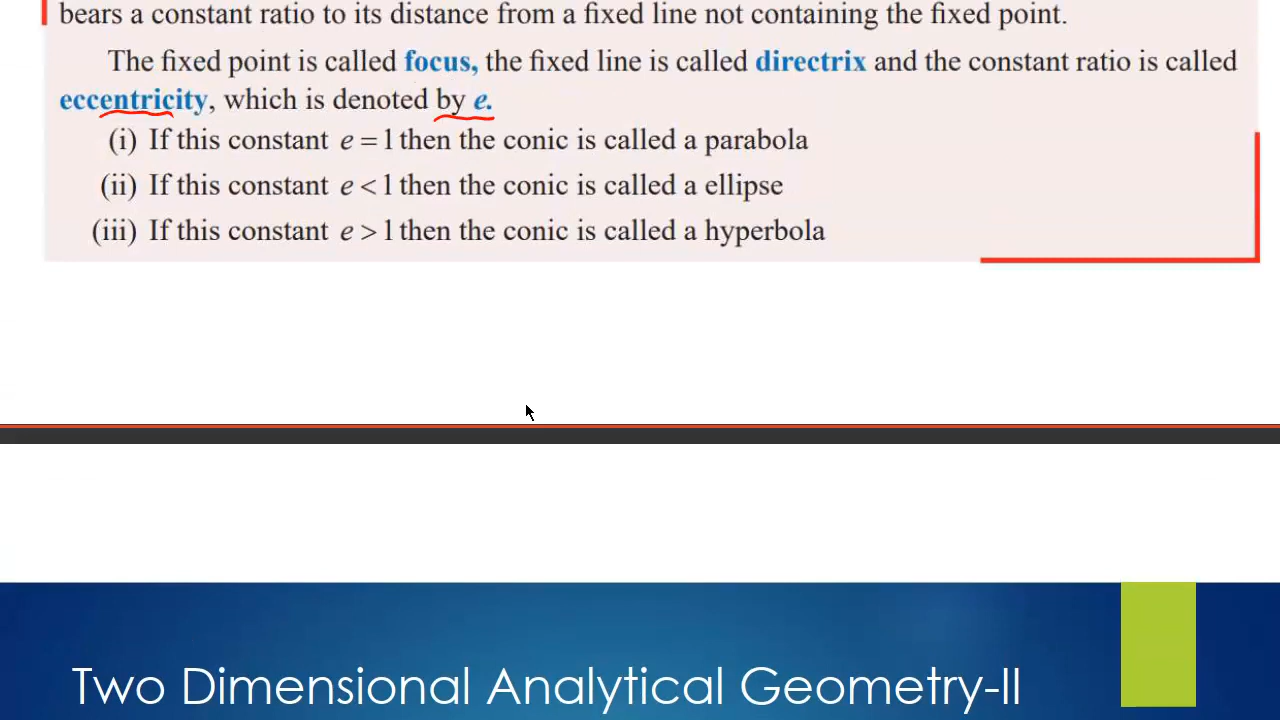 bears a constant ratio to its distance from a fixed line not containing the fixed point.
The fixed point is called focus, the fixed line is called directrix and the constant ratio is called
eccentricity, which is denoted by e.
(i) If this constant e = 1 then the conic is called a parabola
(ii) If this constant e < 1 then the conic is called a ellipse
(iii) If this constant e > 1 then the conic is called a hyperbola
Two Dimensional Analytical Geometry-II